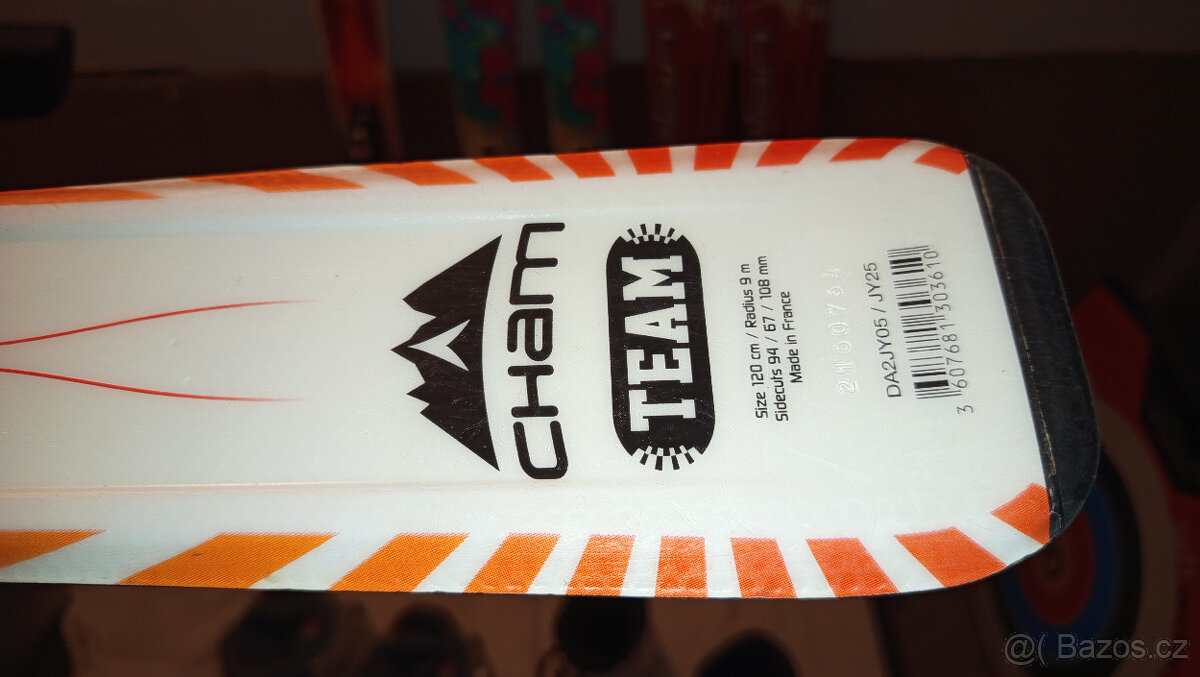 CHam
TEAM
Size 120 cm / Radius 9 m
Sidecuts 94 / 67 / 108 mm
Made in France
DA2JY05 / JY25
3 607681 303610
@( Bazos.cz